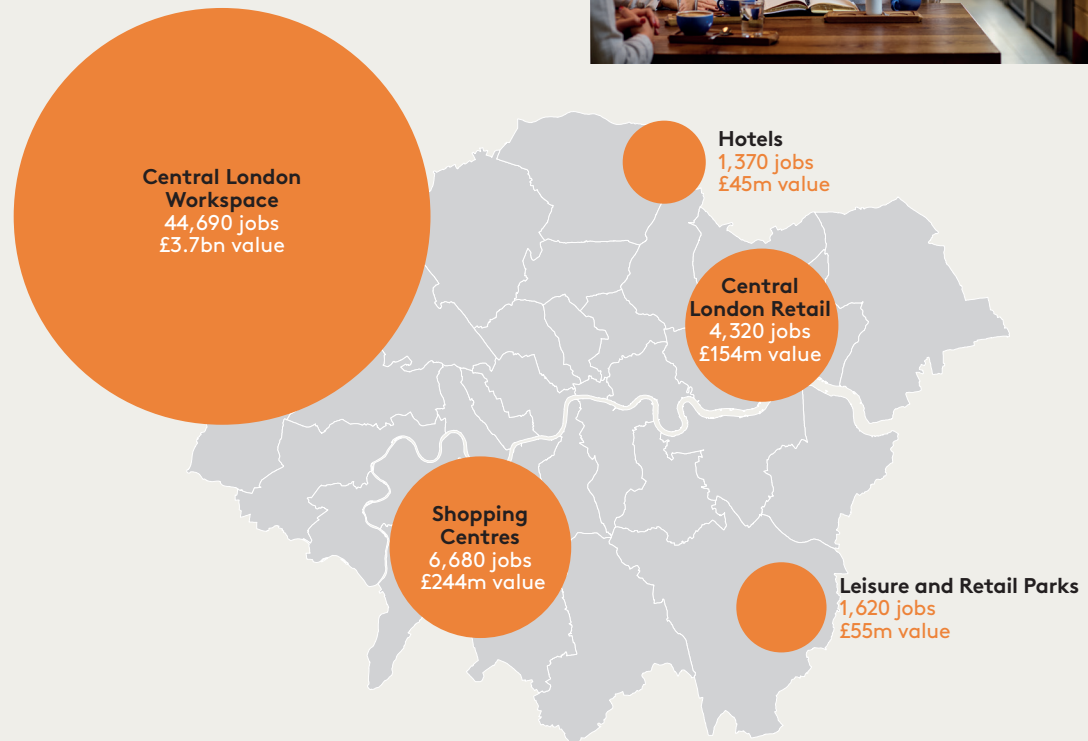 Central London
Workspace
44,690 jobs
£3.7bn value
Hotels
1,370 jobs
£45m value
Central
London Retail
4,320 jobs
£154m value
Shopping
Centres
6,680 jobs
£244m value
Leisure and Retail Parks
1,620 jobs
£55m value